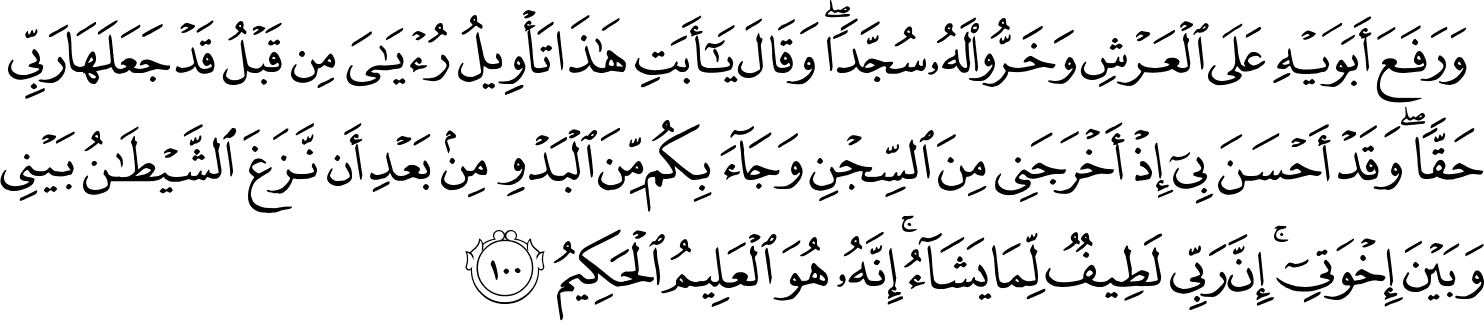 وَرَفَعَ أَبَوَيْهِ عَلَى ٱلْعَرْشِ وَخَرُّوا۟ لَهُۥ سُجَّدًا ۖ وَقَالَ يَـٰٓأَبَتِ هَـٰذَا تَأْوِيلُ رُءْيَـٰىَ مِن قَبْلُ قَدْ جَعَلَهَا رَبِّى
حَقًّا ۖ وَقَدْ أَحْسَنَ بِىٓ إِذْ أَخْرَجَنِى مِنَ ٱلسِّجْنِ وَجَآءَ بِكُم مِّنَ ٱلْبَدْوِ مِنۢ بَعْدِ أَن نَّزَغَ ٱلشَّيْطَـٰنُ بَيْنِى
وَبَيْنَ إِخْوَتِىٓ ۚ إِنَّ رَبِّى لَطِيفٌ لِّمَا يَشَآءُ ۚ إِنَّهُۥ هُوَ ٱلْعَلِيمُ ٱلْحَكِيمُ ١٠٠